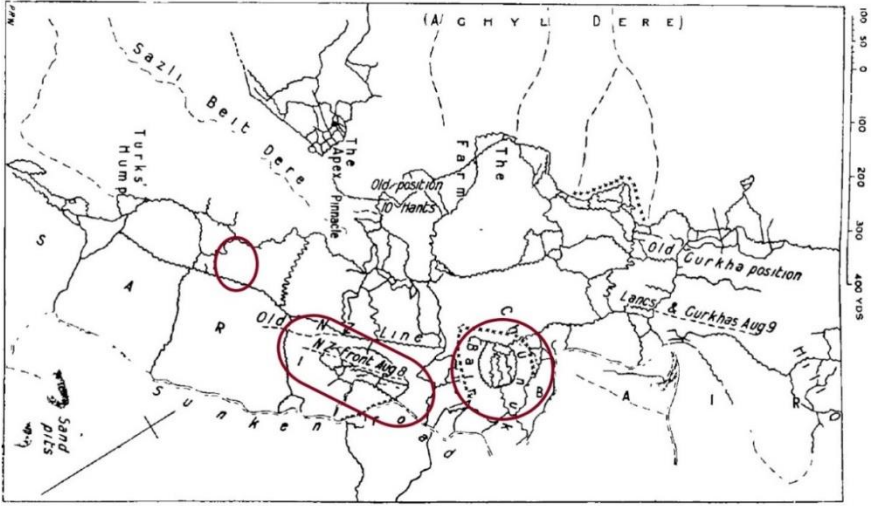 (A G H Y L D E R E)
100 50 0 100 200 300 400 YDS
Sazli Beit Dere
The Apex
Pinnacle
The Farm
Old position
10 Hants
Turks' Hump
Old Gurkha position
Lancs & Gurkhas Aug 9
Old N Z Line
N Z Front Aug 8
Chunuk Bair
S A R I B A I R
Sunken road
Sand pits